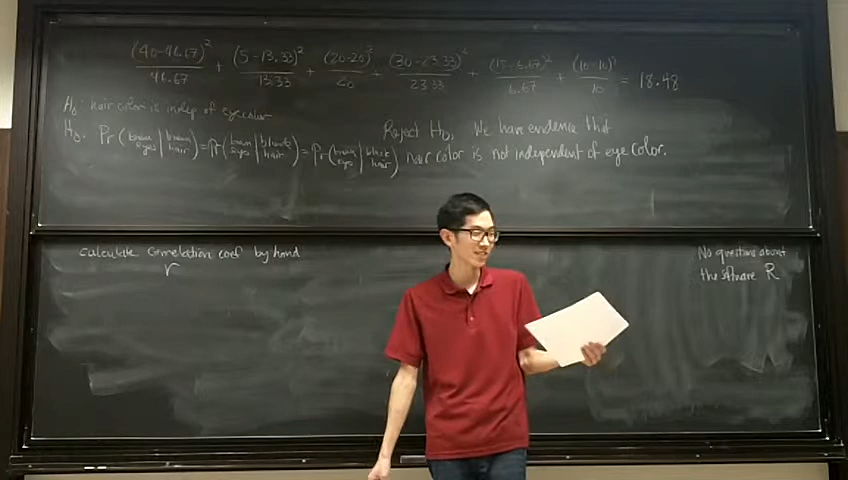 (40-46.67)²/46.67 + (5-13.33)²/13.33 + (20-20)²/20 + (30-23.33)²/23.33 + (15-6.67)²/6.67 + (10-10)²/10 = 18.48
H₀: hair color is indep of eye color
H₀: Pr(brown eyes | brown hair) = Pr(brown eyes | blonde hair) = Pr(brown eyes | black hair)
Reject H₀, We have evidence that
hair color is not independent of eye color.
calculate correlation coef by hand
r
No questions about
the software R